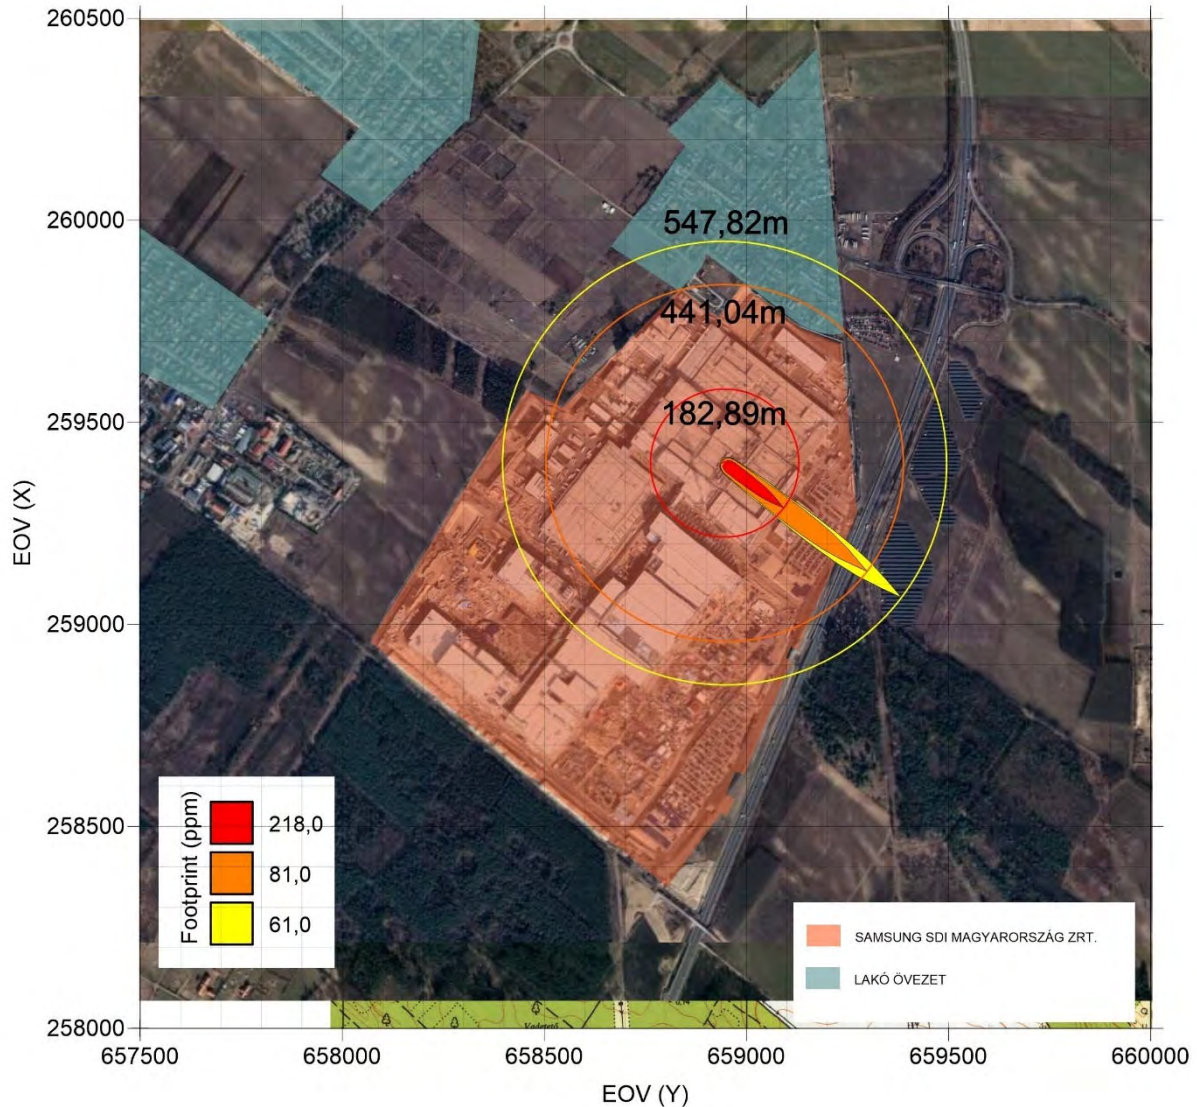 260500
260000
259500
259000
258500
258000
EOV (X)
547,82m
441,04m
182,89m
Footprint (ppm)
218,0
81,0
61,0
SAMSUNG SDI MAGYARORSZÁG ZRT.
LAKÓ ÖVEZET
Vadetető
657500
658000
658500
659000
659500
660000
EOV (Y)